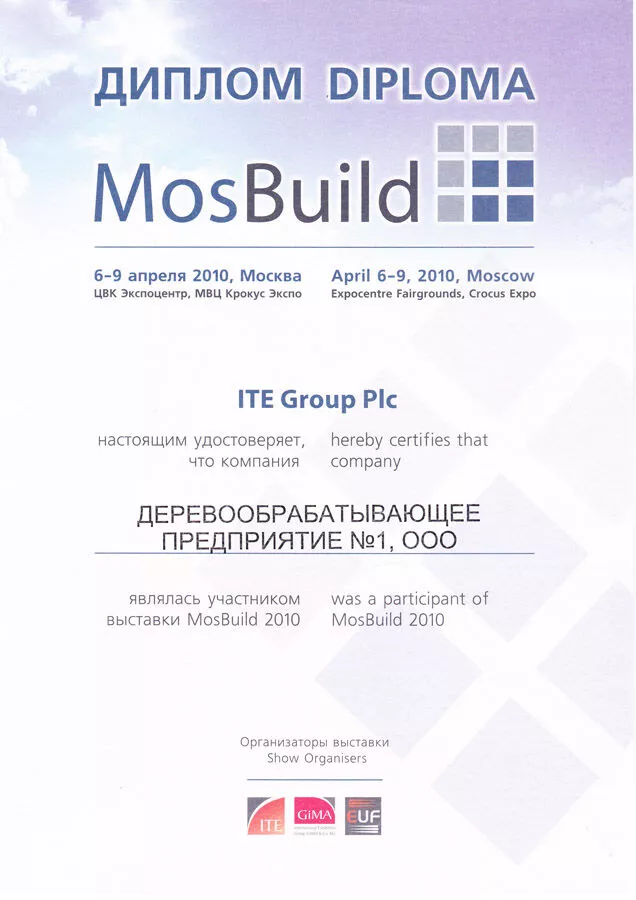 ДИПЛОМ DIPLOMA
MosBuild
6–9 апреля 2010, Москва
ЦВК Экспоцентр, МВЦ Крокус Экспо
April 6–9, 2010, Moscow
Expocentre Fairgrounds, Crocus Expo
ITE Group Plc
настоящим удостоверяет,
что компания
hereby certifies that
company
ДЕРЕВООБРАБАТЫВАЮЩЕЕ
ПРЕДПРИЯТИЕ №1, ООО
являлась участником
выставки MosBuild 2010
was a participant of
MosBuild 2010
Организаторы выставки
Show Organisers
ITE
GiMA
EUF